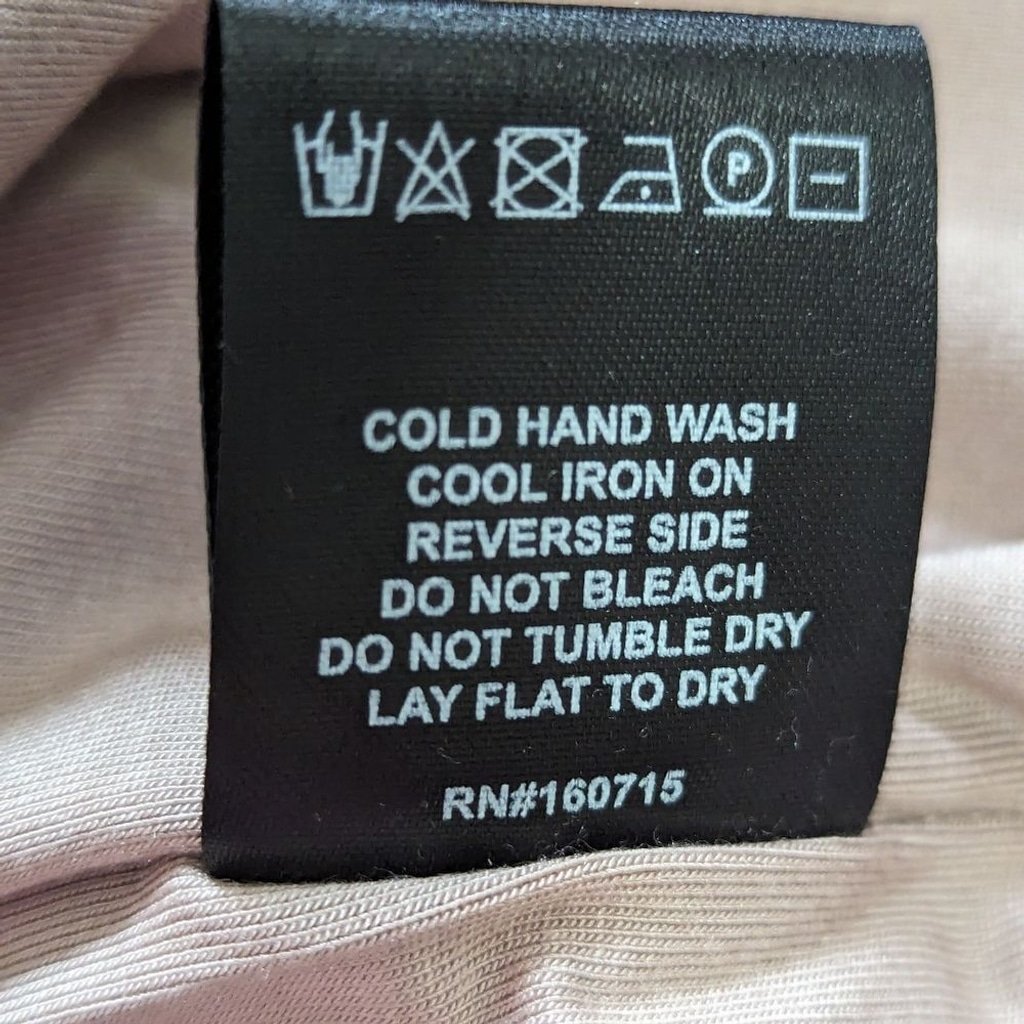 P
COLD HAND WASH
COOL IRON ON
REVERSE SIDE
DO NOT BLEACH
DO NOT TUMBLE DRY
LAY FLAT TO DRY
RN#160715